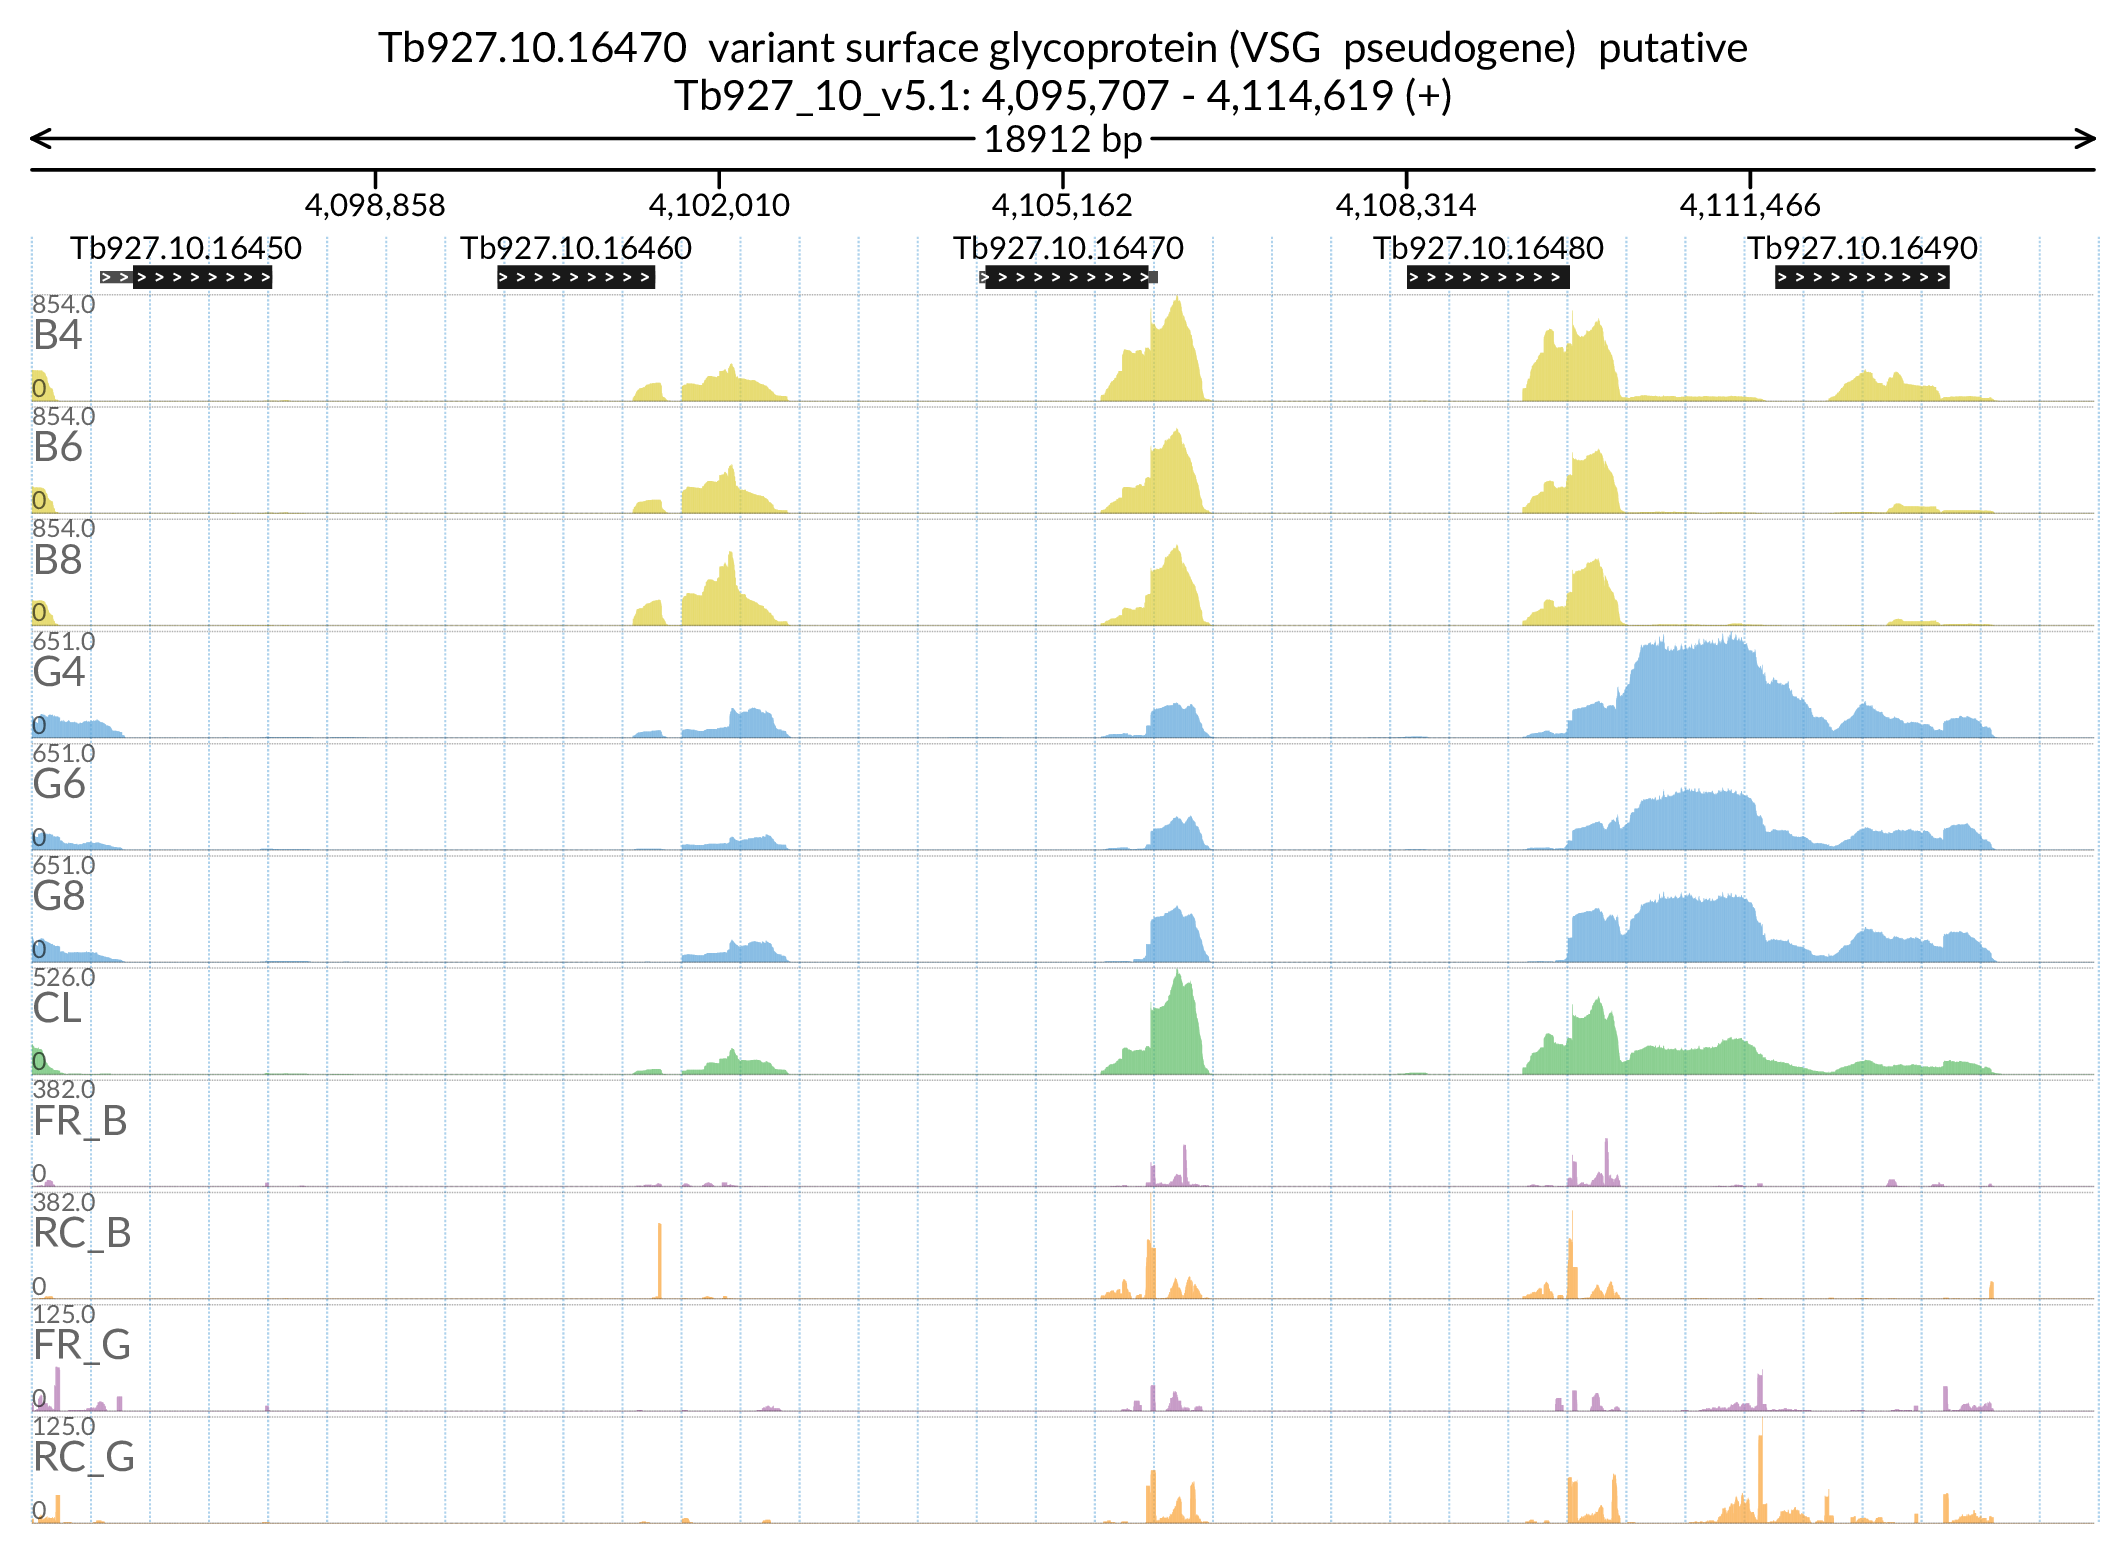 Tb927.10.16470 variant surface glycoprotein (VSG pseudogene) putative
Tb927_10_v5.1: 4,095,707 - 4,114,619 (+)
18912 bp
4,098,858 4,102,010 4,105,162 4,108,314 4,111,466
Tb927.10.16450 Tb927.10.16460 Tb927.10.16470 Tb927.10.16480 Tb927.10.16490
854.0
B4
0
854.0
B6
0
854.0
B8
0
651.0
G4
0
651.0
G6
0
651.0
G8
0
526.0
CL
0
382.0
FR_B
0
382.0
RC_B
0
125.0
FR_G
0
125.0
RC_G
0